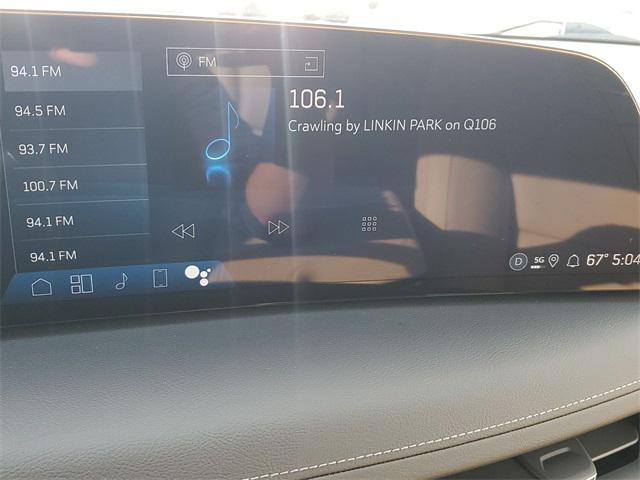 94.1 FM
94.5 FM
93.7 FM
100.7 FM
94.1 FM
94.1 FM
FM
106.1
Crawling by LINKIN PARK on Q106
D 5G 67° 5:04